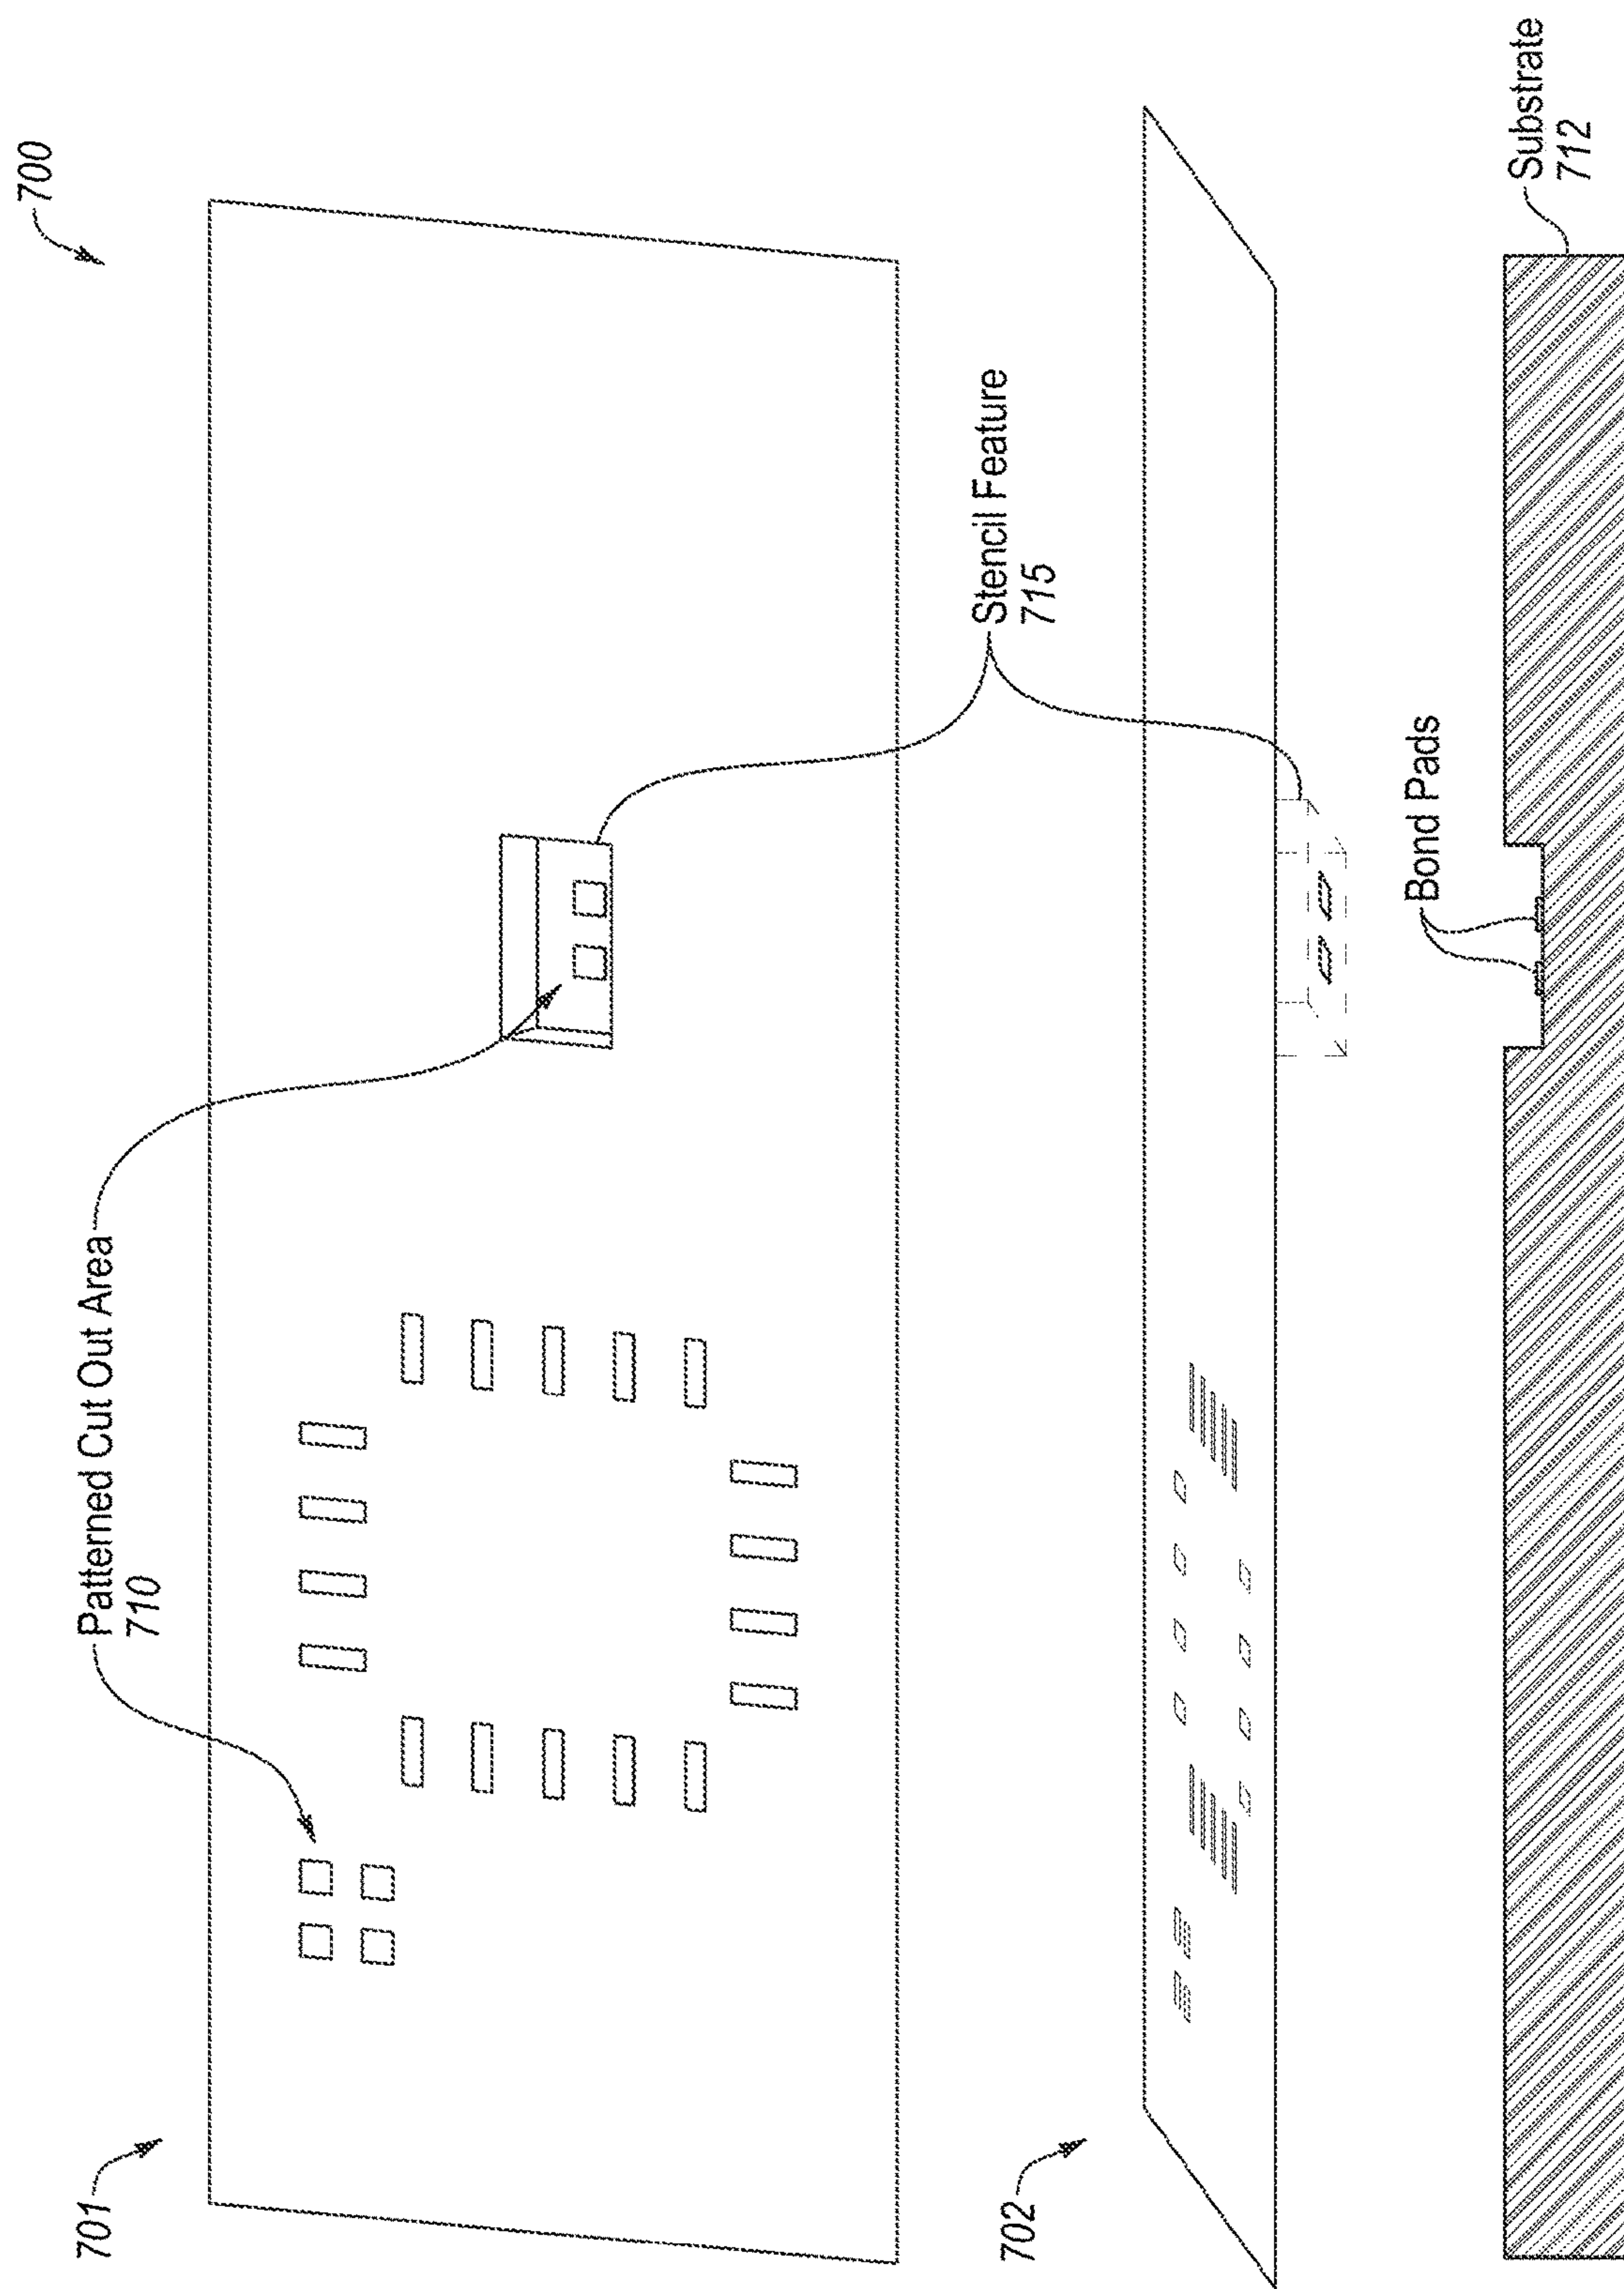 700
701
Patterned Cut Out Area
710
Stencil Feature
715
702
Bond Pads
Substrate
712